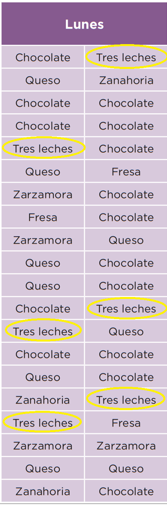 Lunes
Chocolate Tres leches
Queso Zanahoria
Chocolate Chocolate
Chocolate Chocolate
Tres leches Chocolate
Queso Fresa
Zarzamora Chocolate
Fresa Chocolate
Zarzamora Queso
Queso Chocolate
Queso Chocolate
Chocolate Tres leches
Tres leches Queso
Chocolate Chocolate
Queso Chocolate
Zanahoria Tres leches
Tres leches Fresa
Zarzamora Zarzamora
Queso Queso
Zanahoria Chocolate